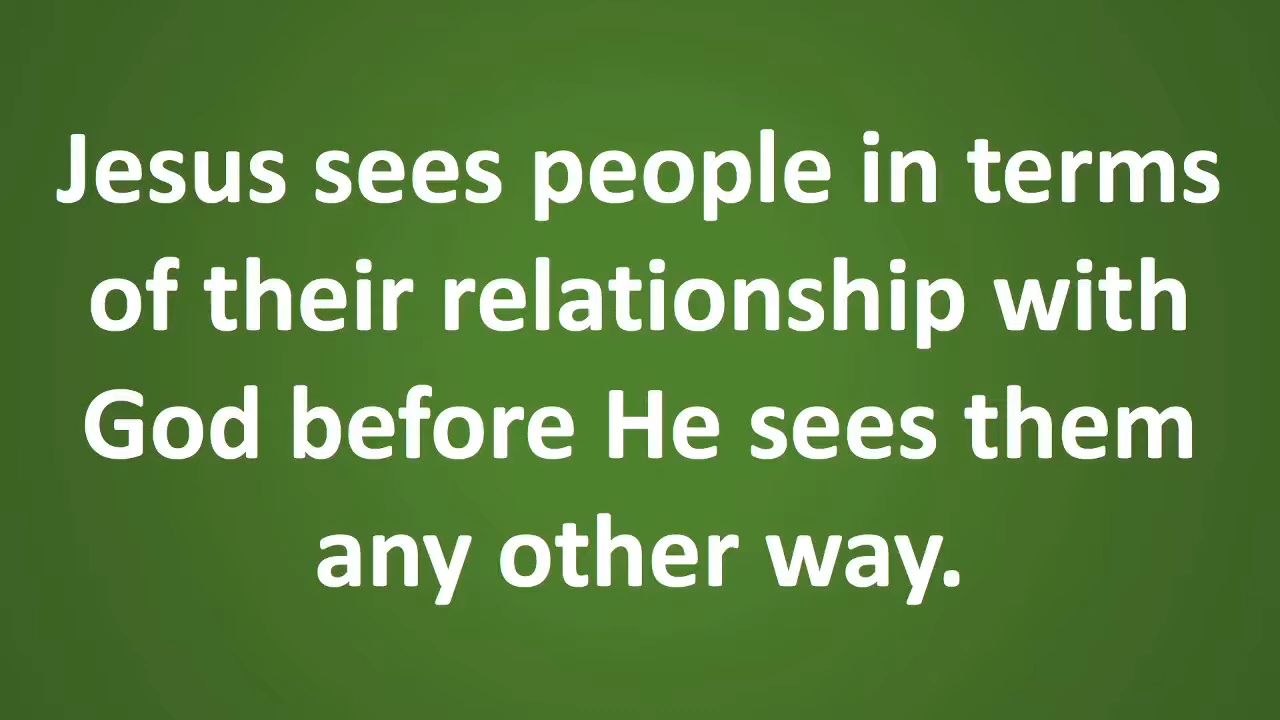 Jesus sees people in terms
of their relationship with
God before He sees them
any other way.